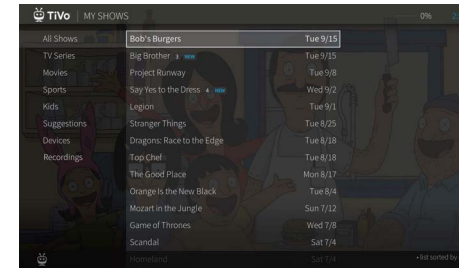 TiVo | MY SHOWS 0%
All Shows
TV Series
Movies
Sports
Kids
Suggestions
Devices
Recordings
Bob's Burgers Tue 9/15
Big Brother 3 NEW Tue 9/15
Project Runway Tue 9/8
Say Yes to the Dress 4 NEW Wed 9/2
Legion Tue 9/1
Stranger Things Tue 8/25
Dragons: Race to the Edge Tue 8/18
Top Chef Tue 8/18
The Good Place Mon 8/17
Orange Is the New Black Tue 8/4
Mozart in the Jungle Sun 7/12
Game of Thrones Wed 7/8
Scandal Sat 7/4
Homeland Sat 7/4
• list sorted by